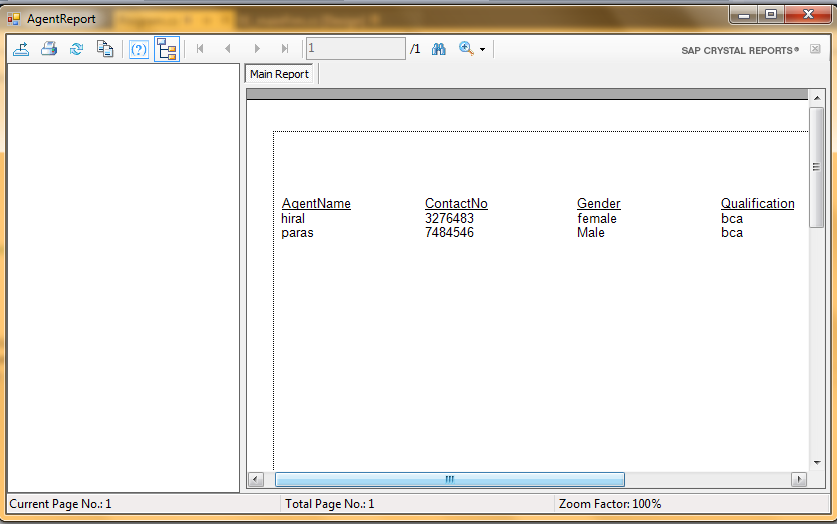 AgentReport
(?) 1 /1 SAP CRYSTAL REPORTS®
Main Report
AgentName ContactNo Gender Qualification
hiral 3276483 female bca
paras 7484546 Male bca
Current Page No.: 1 Total Page No.: 1 Zoom Factor: 100%